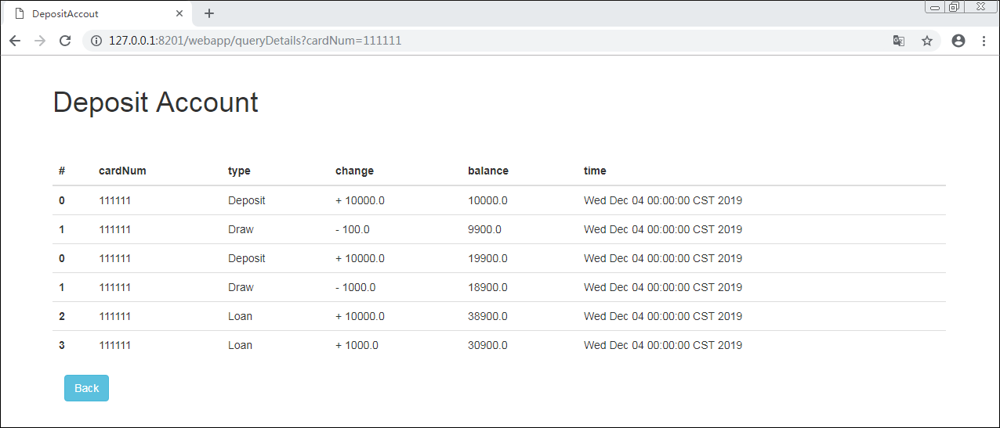 DepositAccout
127.0.0.1:8201/webapp/queryDetails?cardNum=111111
Deposit Account
# cardNum type change balance time
0 111111 Deposit + 10000.0 10000.0 Wed Dec 04 00:00:00 CST 2019
1 111111 Draw - 100.0 9900.0 Wed Dec 04 00:00:00 CST 2019
0 111111 Deposit + 10000.0 19900.0 Wed Dec 04 00:00:00 CST 2019
1 111111 Draw - 1000.0 18900.0 Wed Dec 04 00:00:00 CST 2019
2 111111 Loan + 10000.0 38900.0 Wed Dec 04 00:00:00 CST 2019
3 111111 Loan + 1000.0 30900.0 Wed Dec 04 00:00:00 CST 2019
Back